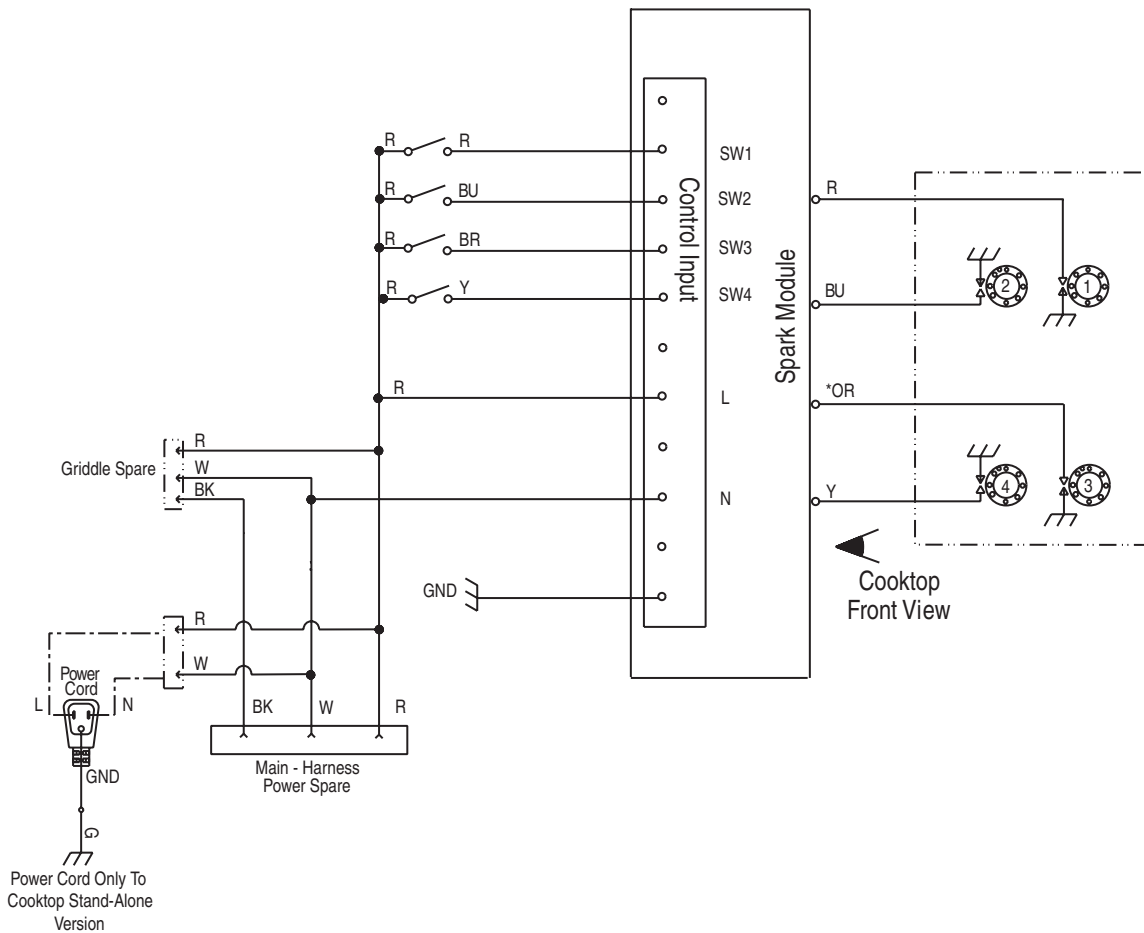 R
R
SW1
R
BU
SW2
R
BR
SW3
R
Y
SW4
Control Input
Spark Module
R
BU
*OR
Y
2
1
4
3
R
L
Griddle Spare
R
W
BK
N
GND
Cooktop
Front View
R
W
Power
Cord
L
N
GND
G
BK
W
R
Main - Harness
Power Spare
Power Cord Only To
Cooktop Stand-Alone
Version